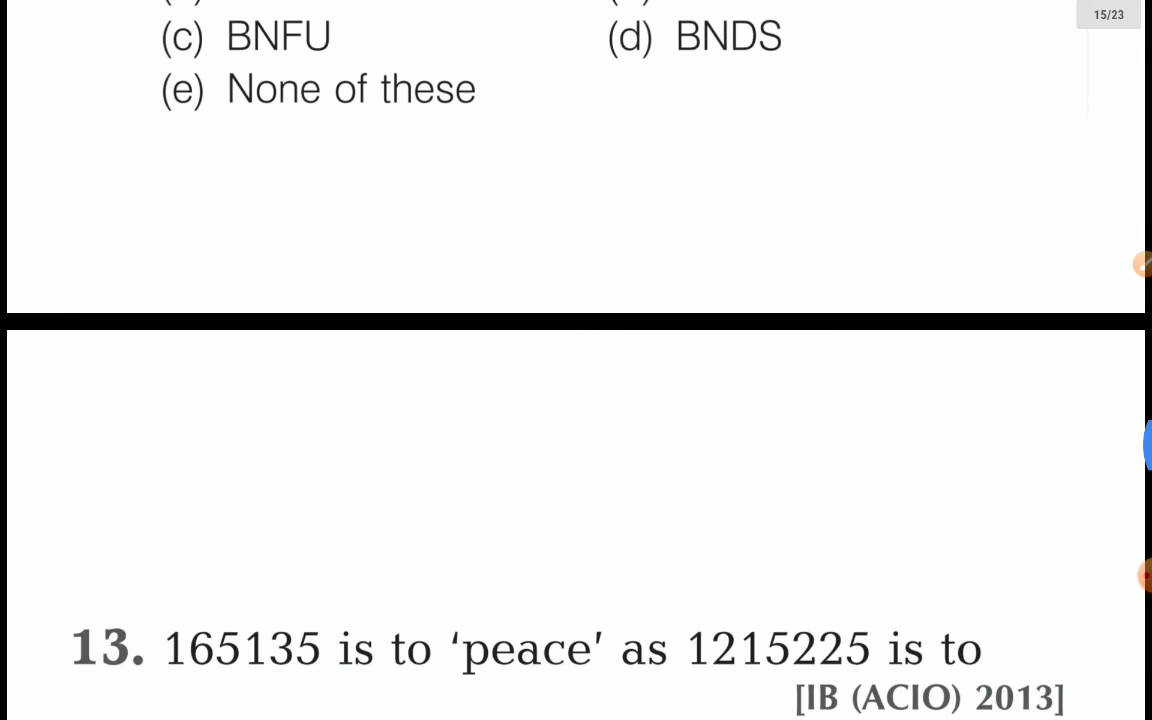 15/23
(c) BNFU (d) BNDS
(e) None of these
13. 165135 is to ‘peace’ as 1215225 is to
[IB (ACIO) 2013]